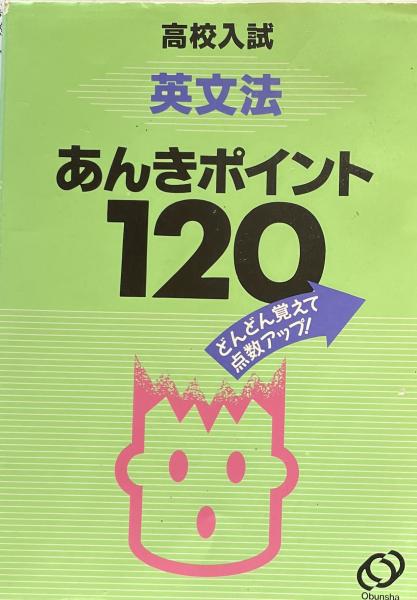 高校入試
英文法
あんきポイント
120
どんどん覚えて
点数アップ!
Obunsha